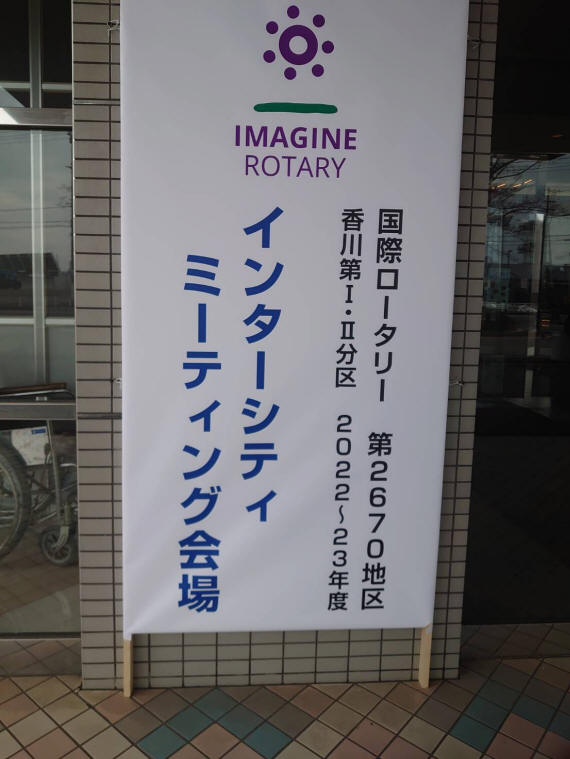 IMAGINE
ROTARY
国際ロータリー 第2670地区
香川第Ⅰ・Ⅱ分区 2022~23年度
インターシティ
ミーティング会場